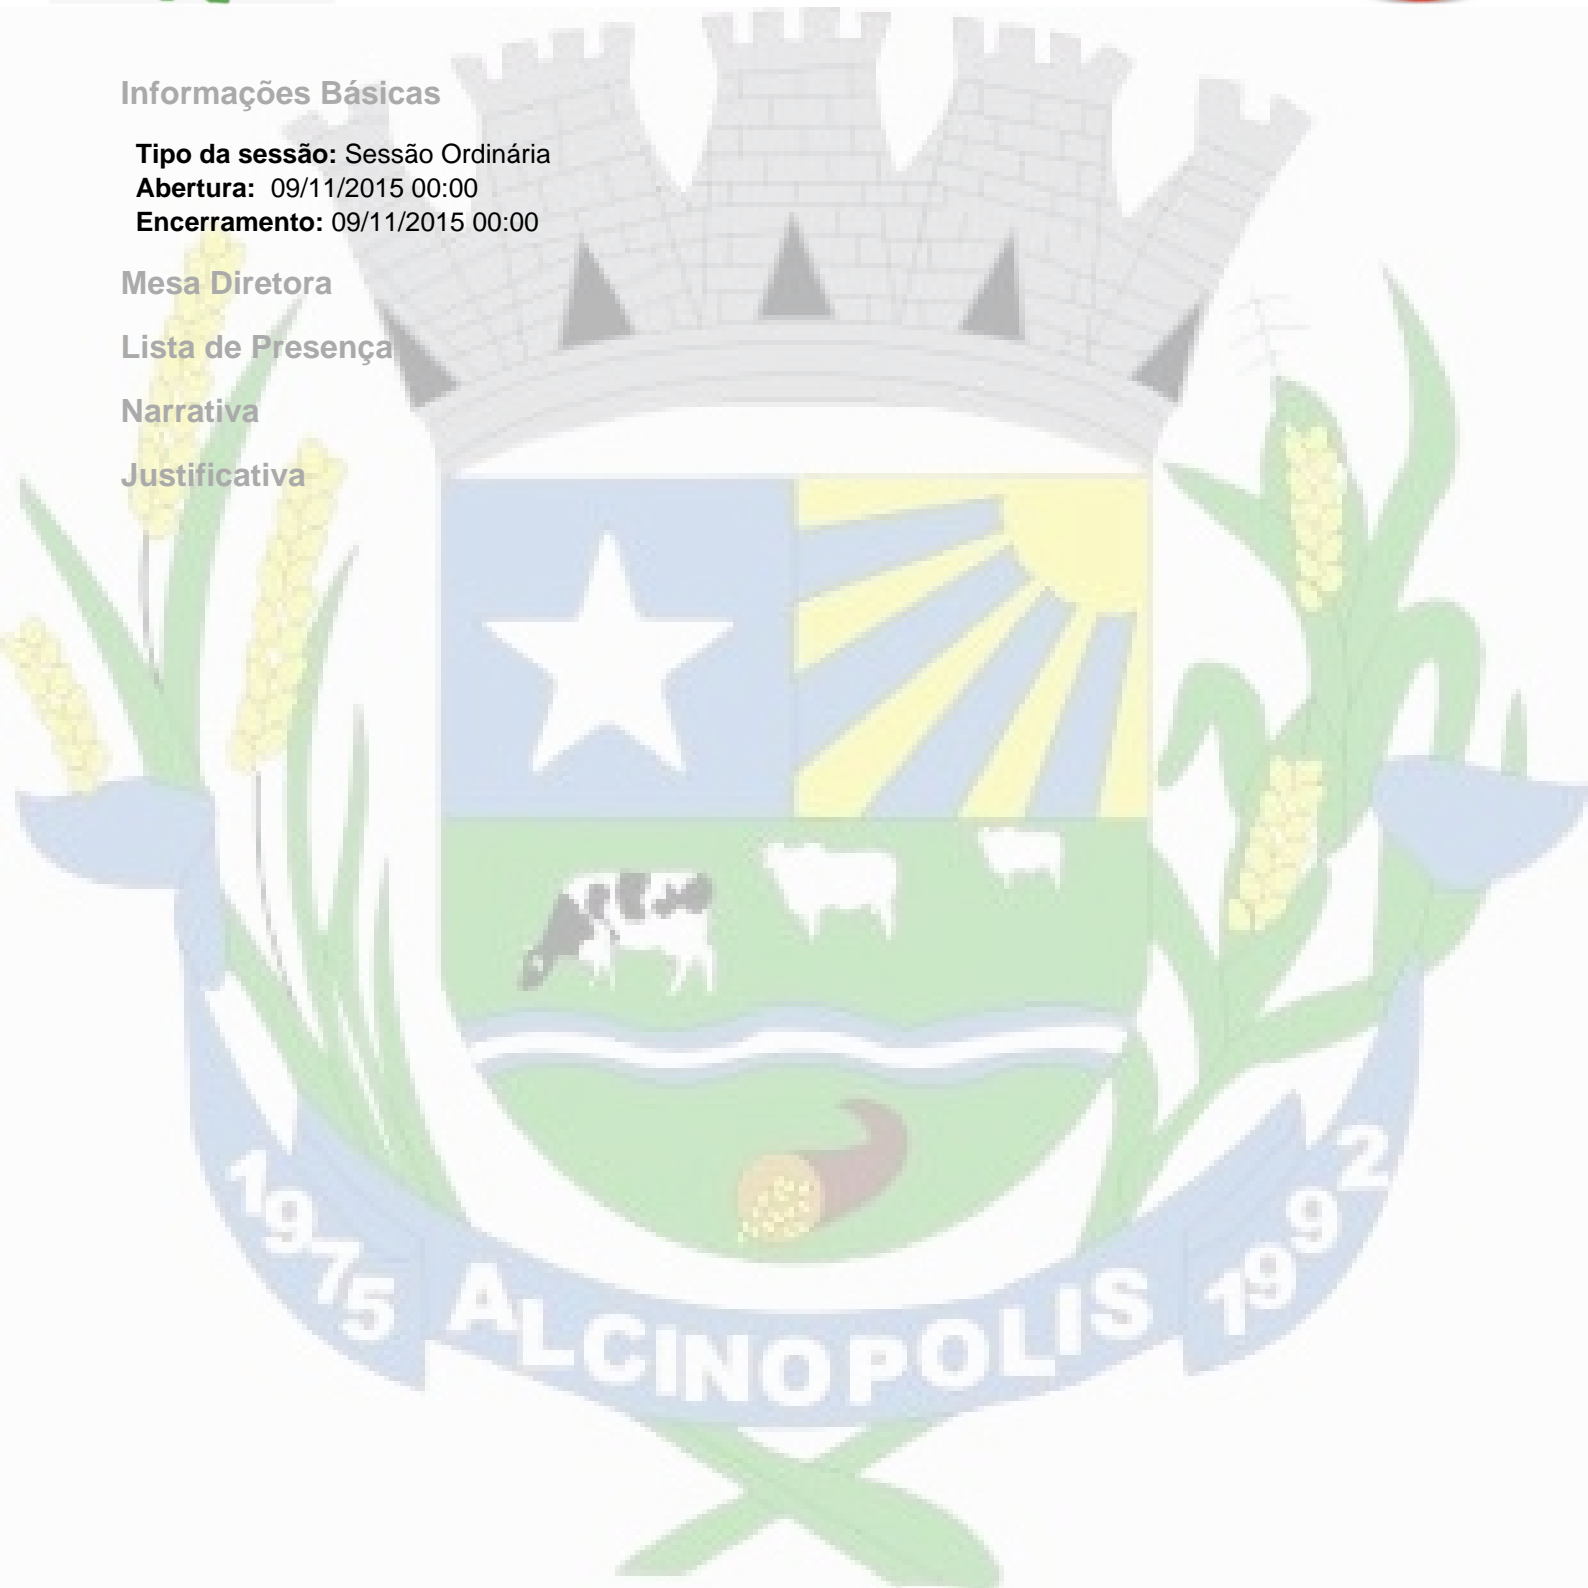 Informações Básicas
Tipo da sessão: Sessão Ordinária
Abertura: 09/11/2015 00:00
Encerramento: 09/11/2015 00:00
Mesa Diretora
Lista de Presença
Narrativa
Justificativa
1975 ALCINOPOLIS 1992